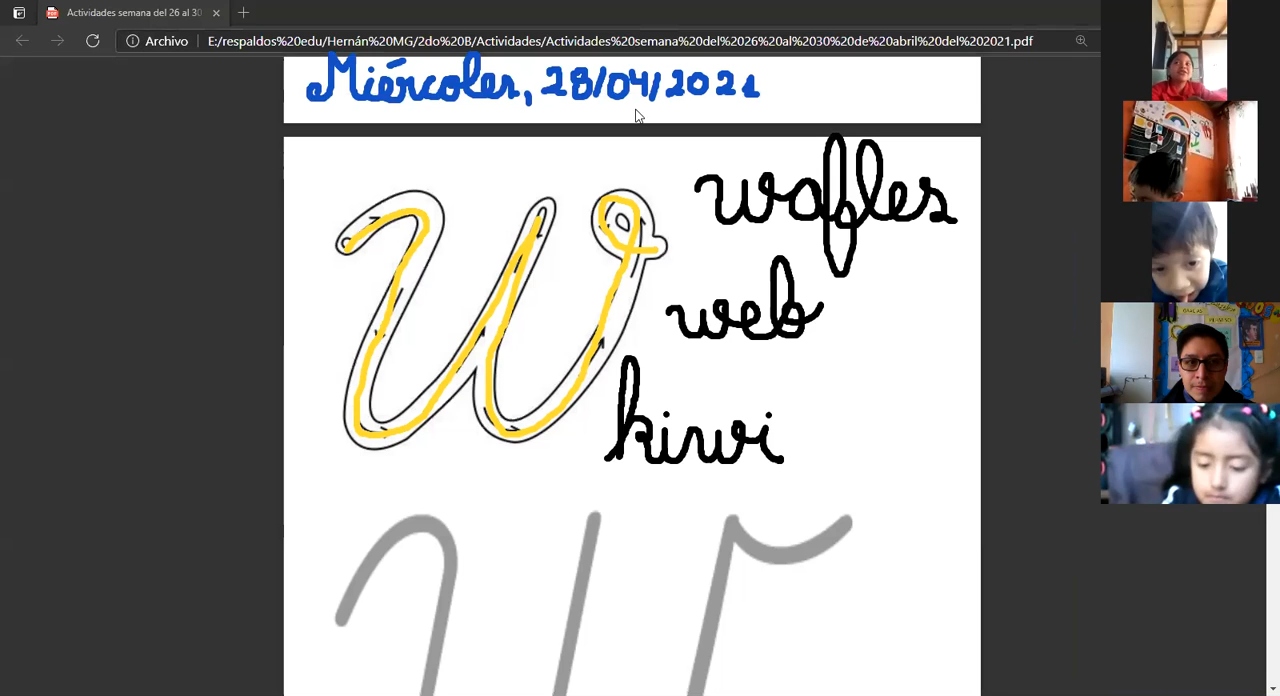 Actividades semana del 26 al 30
Archivo
E:/respaldos%20edu/Hernán%20MG/2do%20B/Actividades/Actividades%20semana%20del%2026%20al%2030%20de%20abril%20del%202021.pdf
Miércoles, 28/04/2021
W
wafles
web
kiwi